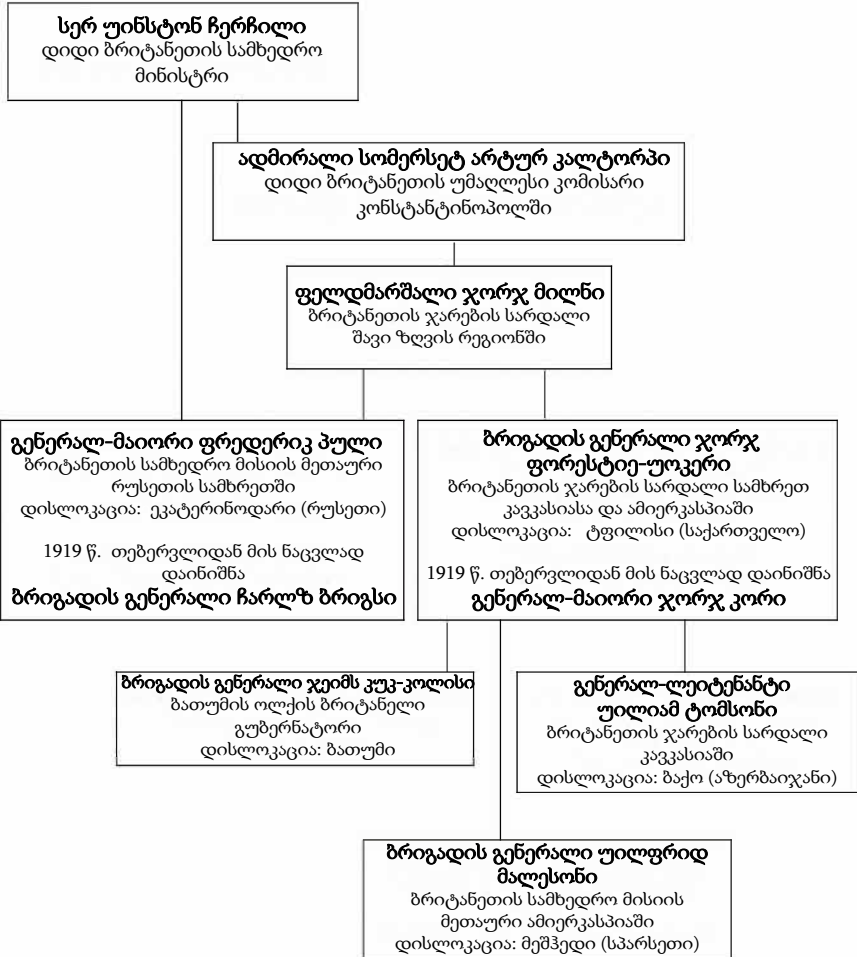 სერ უინსტონ ჩერჩილი
დიდი ბრიტანეთის სამხედრო
მინისტრი
ადმირალი სომერსეტ არტურ კალტორპი
დიდი ბრიტანეთის უმაღლესი კომისარი
კონსტანტინოპოლში
ფელდმარშალი ჯორჯ მილნი
ბრიტანეთის ჯარების სარდალი
შავი ზღვის რეგიონში
გენერალ-მაიორი ფრედერიკ პული
ბრიტანეთის სამხედრო მისიის მეთაური
რუსეთის სამხრეთში
დისლოკაცია: ეკატერინოდარი (რუსეთი)
1919 წ. თებერვლიდან მის ნაცვლად
დაინიშნა
ბრიგადის გენერალი ჩარლზ ბრიგსი
ბრიგადის გენერალი ჯორჯ
ფორესტიე-უოკერი
ბრიტანეთის ჯარების სარდალი სამხრეთ
კავკასიასა და ამიერკასპიაში
დისლოკაცია: ტფილისი (საქართველო)
1919 წ. თებერვლიდან მის ნაცვლად დაინიშნა
გენერალ-მაიორი ჯორჯ კორი
ბრიგადის გენერალი ჯეიმს კუკ-კოლისი
ბათუმის ოლქის ბრიტანელი
გუბერნატორი
დისლოკაცია: ბათუმი
გენერალ-ლეიტენანტი
უილიამ ტომსონი
ბრიტანეთის ჯარების სარდალი
კავკასიაში
დისლოკაცია: ბაქო (აზერბაიჯანი)
ბრიგადის გენერალი უილფრიდ
მალესონი
ბრიტანეთის სამხედრო მისიის
მეთაური ამიერკასპიაში
დისლოკაცია: მეშჰედი (სპარსეთი)